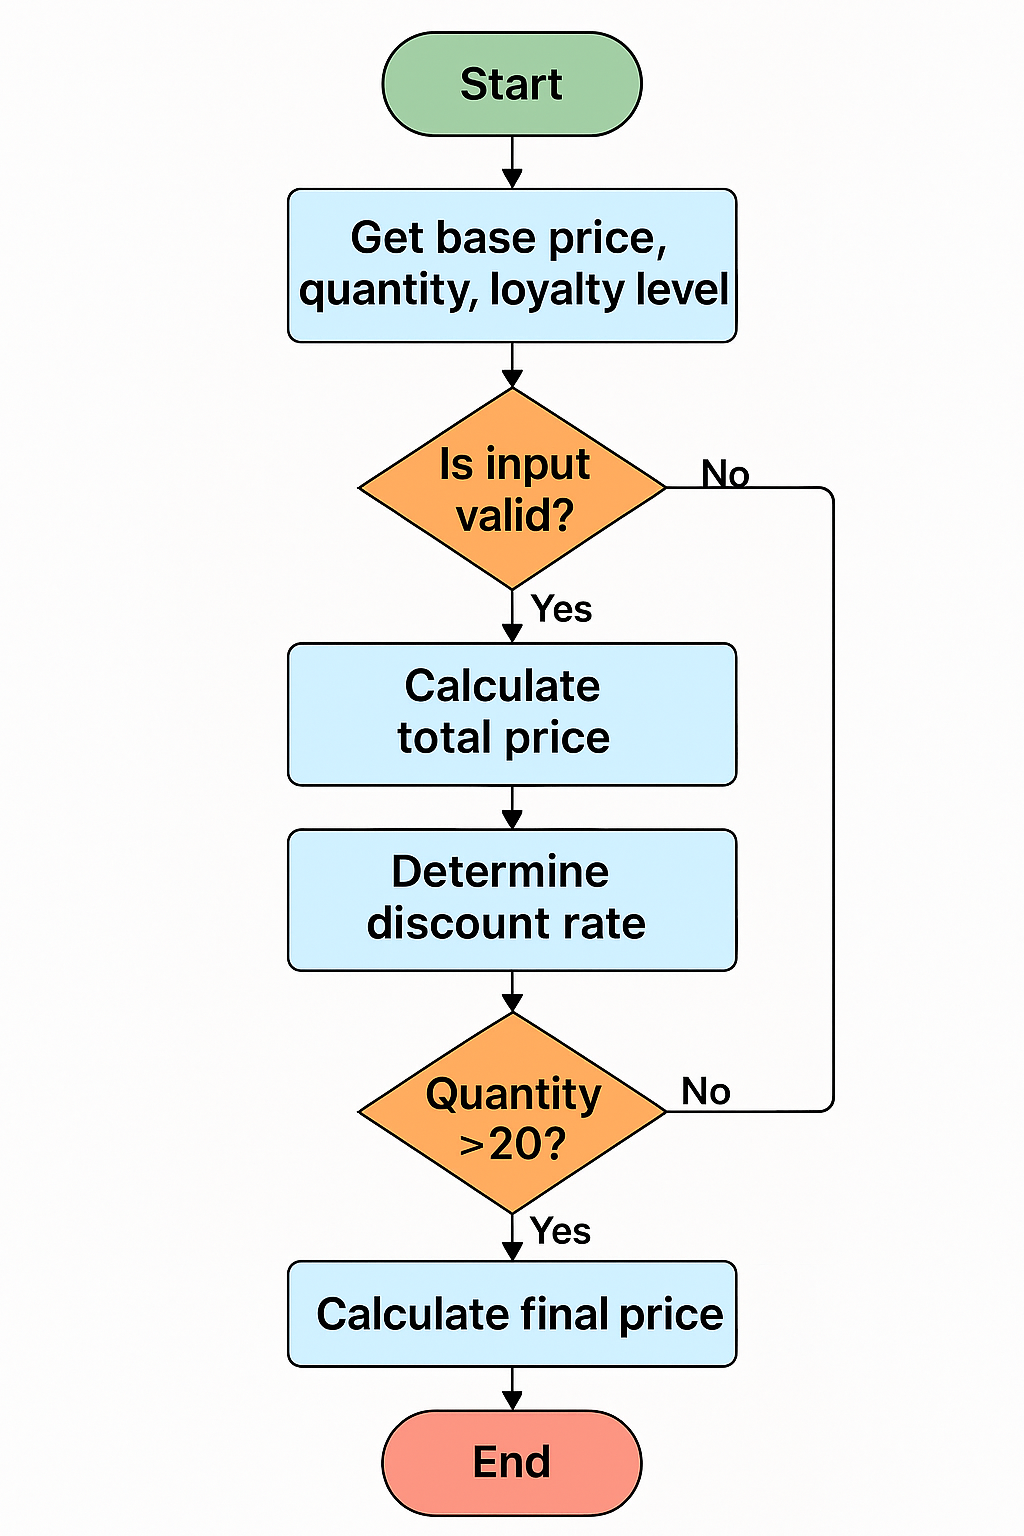 Start
Get base price,
quantity, loyalty level
Is input
valid?
No
Yes
Calculate
total price
Determine
discount rate
Quantity
>20?
No
Yes
Calculate final price
End